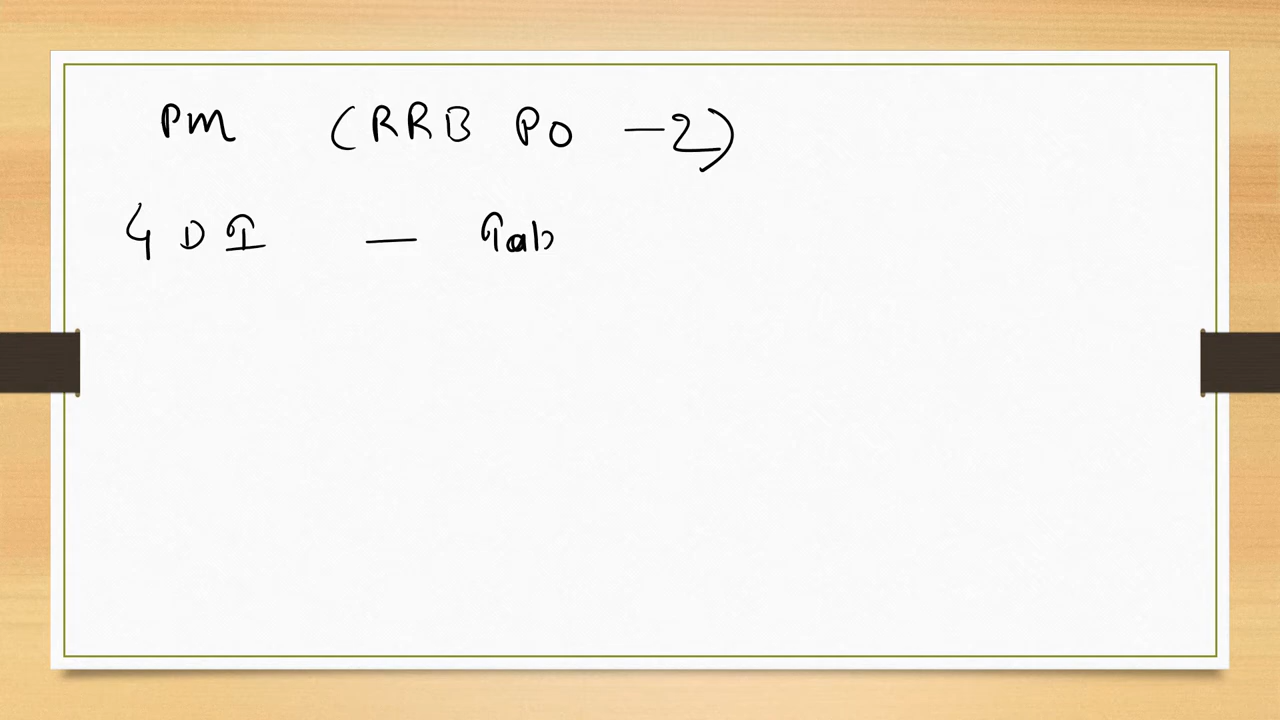 PM (RRB PO -2)
4 DI — Tab